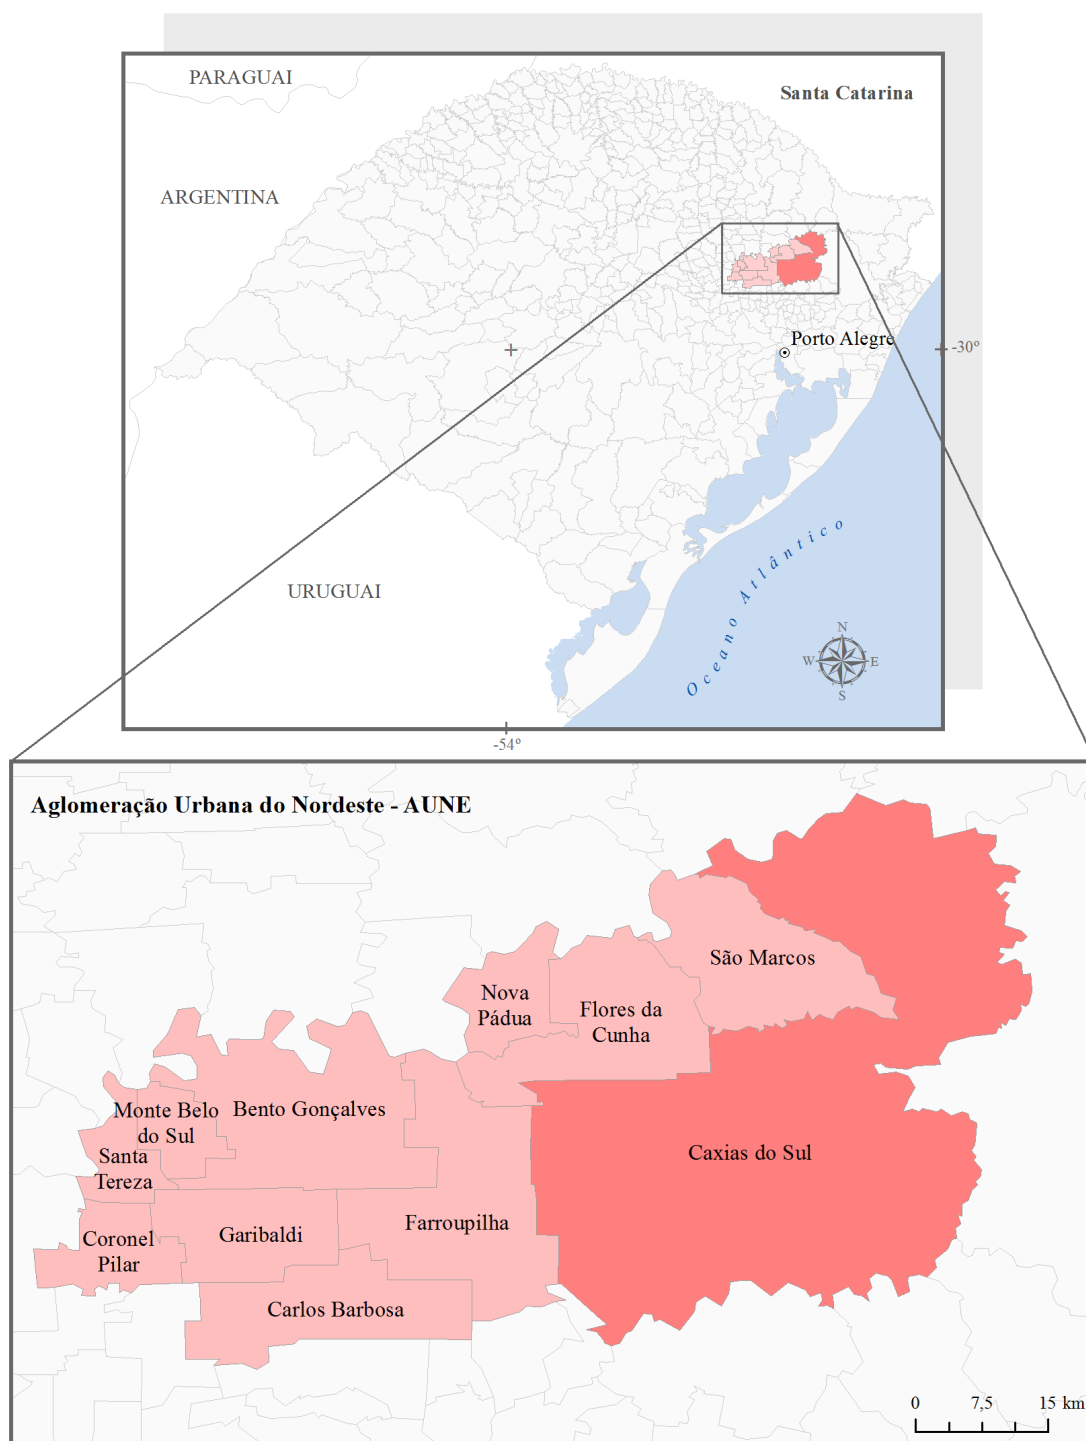 PARAGUAI
Santa Catarina
ARGENTINA
Porto Alegre
-30º
URUGUAI
Oceano Atlântico
N
W
E
S
-54º
Aglomeração Urbana do Nordeste - AUNE
São Marcos
Nova
Pádua
Flores da
Cunha
Monte Belo
do Sul
Bento Gonçalves
Caxias do Sul
Santa
Tereza
Farroupilha
Garibaldi
Coronel
Pilar
Carlos Barbosa
0 7,5 15 km